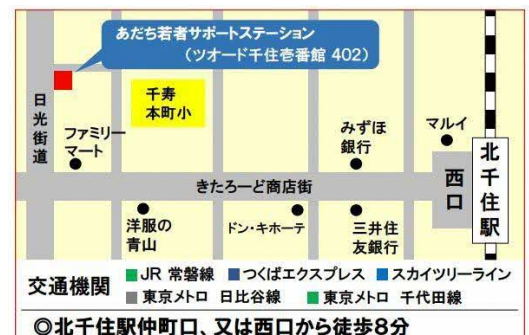 あだち若者サポートステーション
(ツオード千住壱番館 402)
日光街道
千寿
本町小
ファミリー
マート
みずほ
銀行
マルイ
北千住駅
西口
きたろーど商店街
洋服の
青山
ドン・キホーテ
三井住
友銀行
交通機関 JR 常磐線 つくばエクスプレス スカイツリーライン
東京メトロ 日比谷線 東京メトロ 千代田線
◎北千住駅仲町口、又は西口から徒歩8分